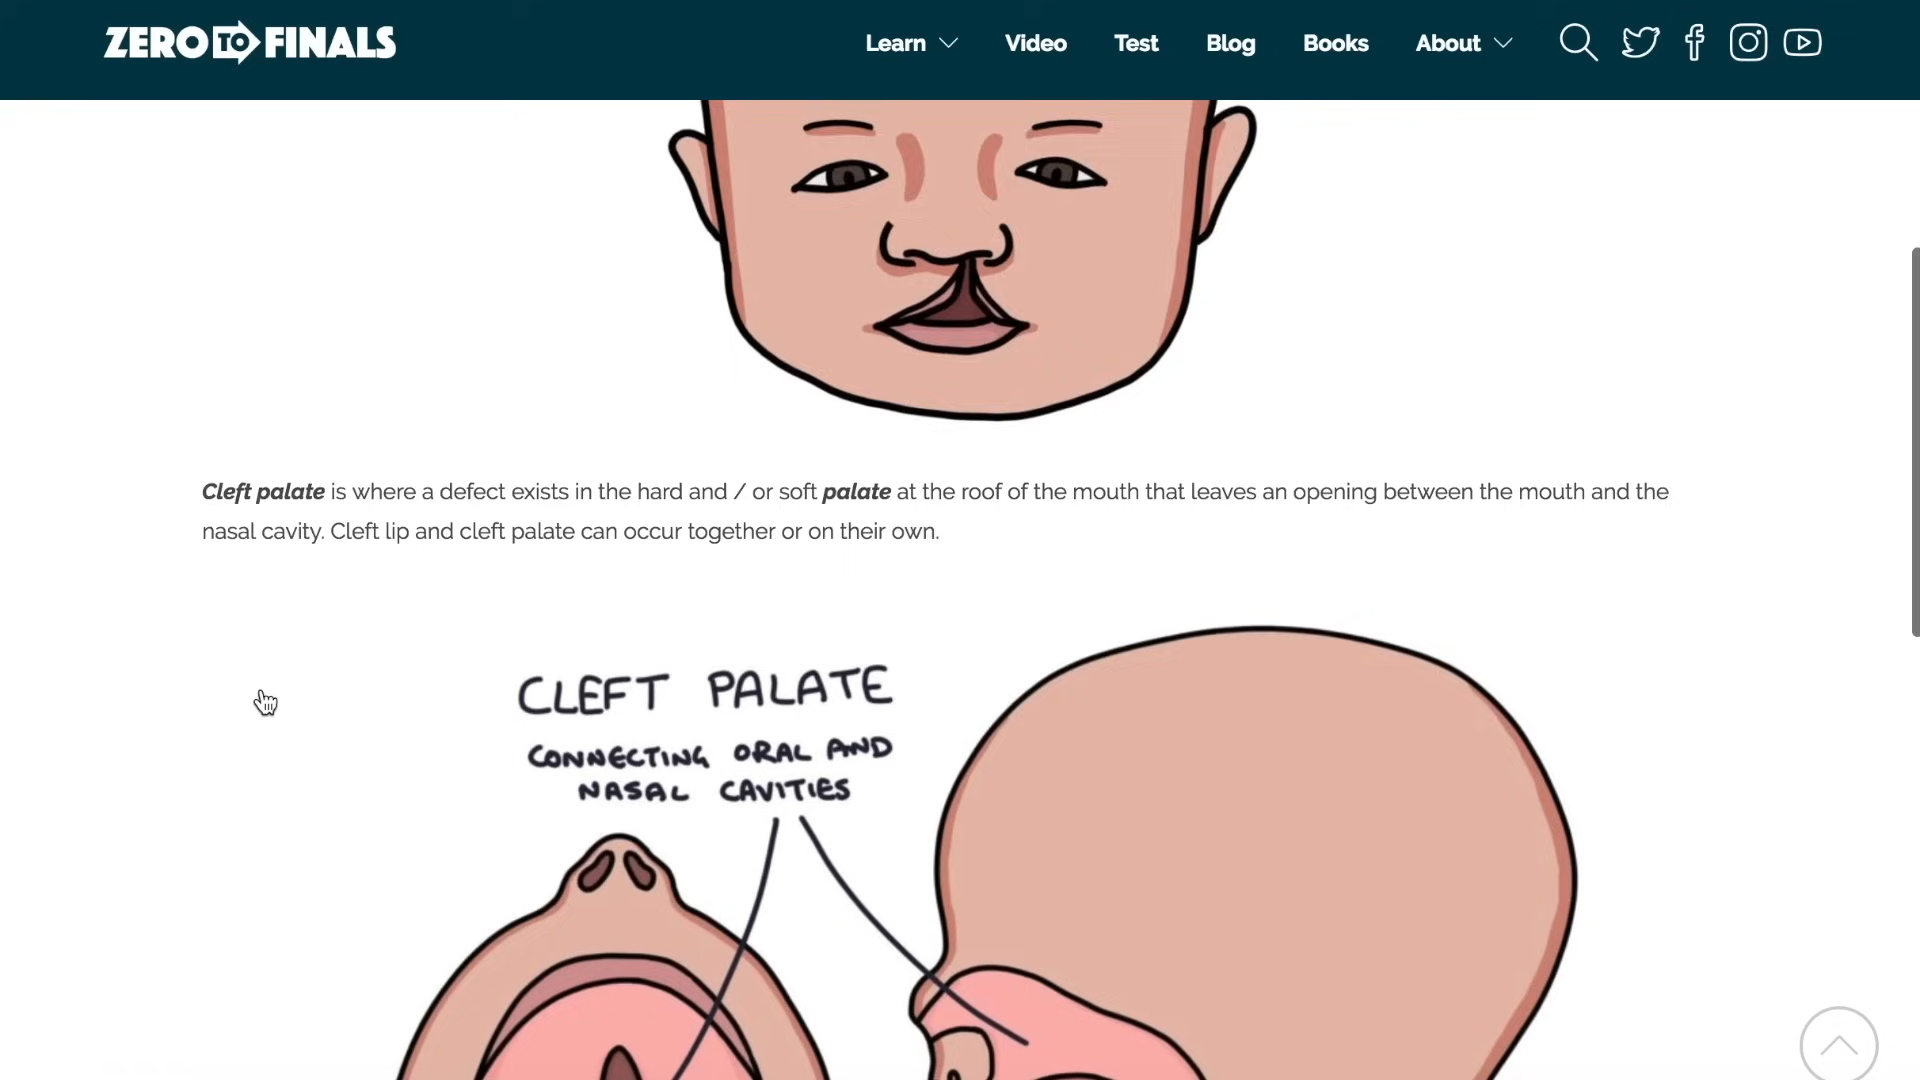 ZERO TO FINALS
Learn Video Test Blog Books About
Cleft palate is where a defect exists in the hard and / or soft palate at the roof of the mouth that leaves an opening between the mouth and the
nasal cavity. Cleft lip and cleft palate can occur together or on their own.
CLEFT PALATE
CONNECTING ORAL AND
NASAL CAVITIES